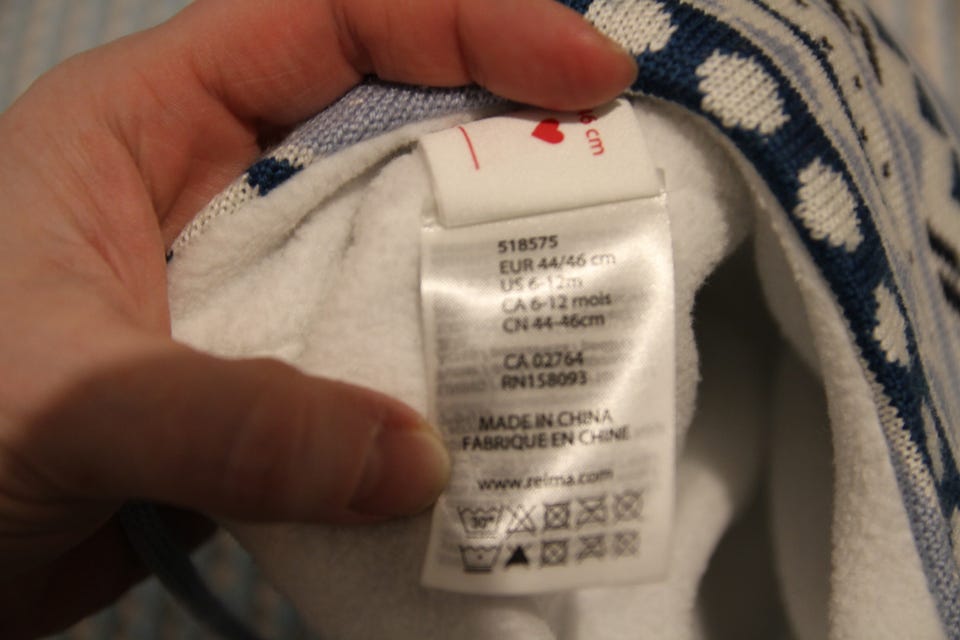 6 cm
518575
EUR 44/46 cm
US 6-12m
CA 6-12 mois
CN 44-46cm
CA 02764
RN158093
MADE IN CHINA
FABRIQUE EN CHINE
www.reima.com
30°